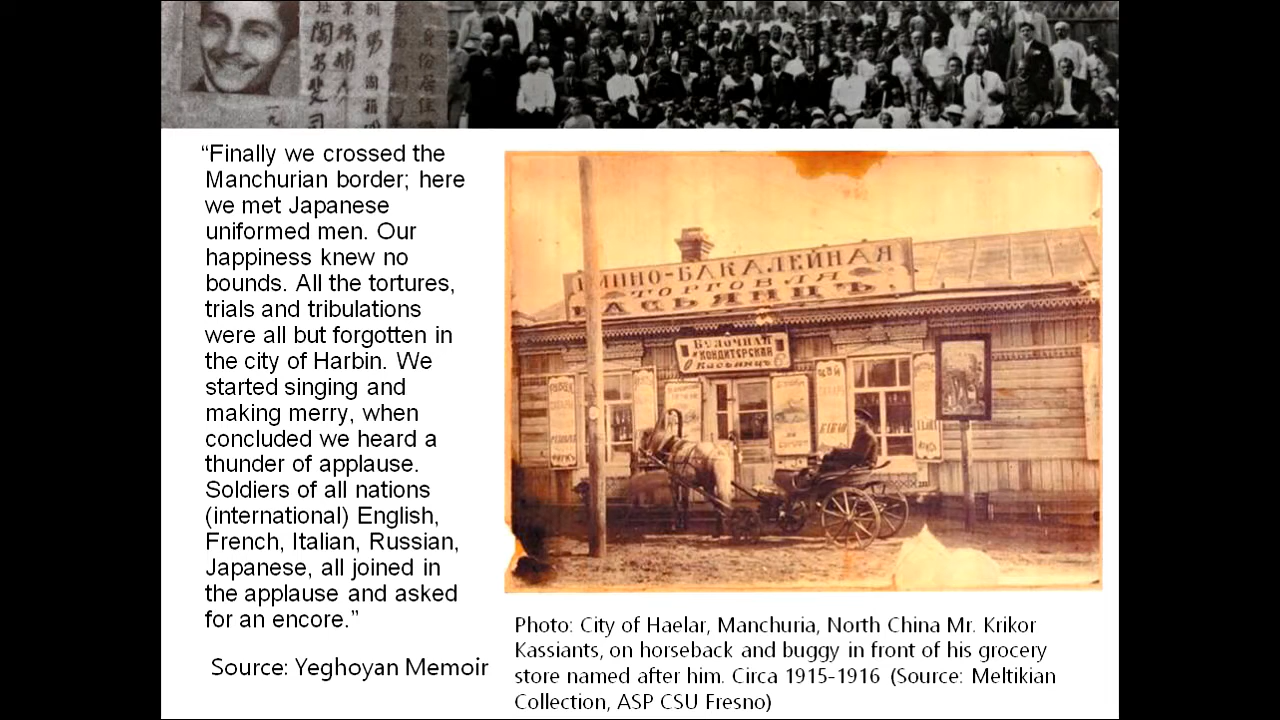 “Finally we crossed the
Manchurian border; here
we met Japanese
uniformed men. Our
happiness knew no
bounds. All the tortures,
trials and tribulations
were all but forgotten in
the city of Harbin. We
started singing and
making merry, when
concluded we heard a
thunder of applause.
Soldiers of all nations
(international) English,
French, Italian, Russian,
Japanese, all joined in
the applause and asked
for an encore.”
Source: Yeghoyan Memoir
ВИННО-БАКАЛЕЙНАЯ
ТОРГОВЛЯ
КАСЬЯНЦЪ
БУЛОЧНАЯ
И КОНДИТЕРСКАЯ
Касьянцъ
Photo: City of Haelar, Manchuria, North China Mr. Krikor
Kassiants, on horseback and buggy in front of his grocery
store named after him. Circa 1915-1916 (Source: Meltikian
Collection, ASP CSU Fresno)